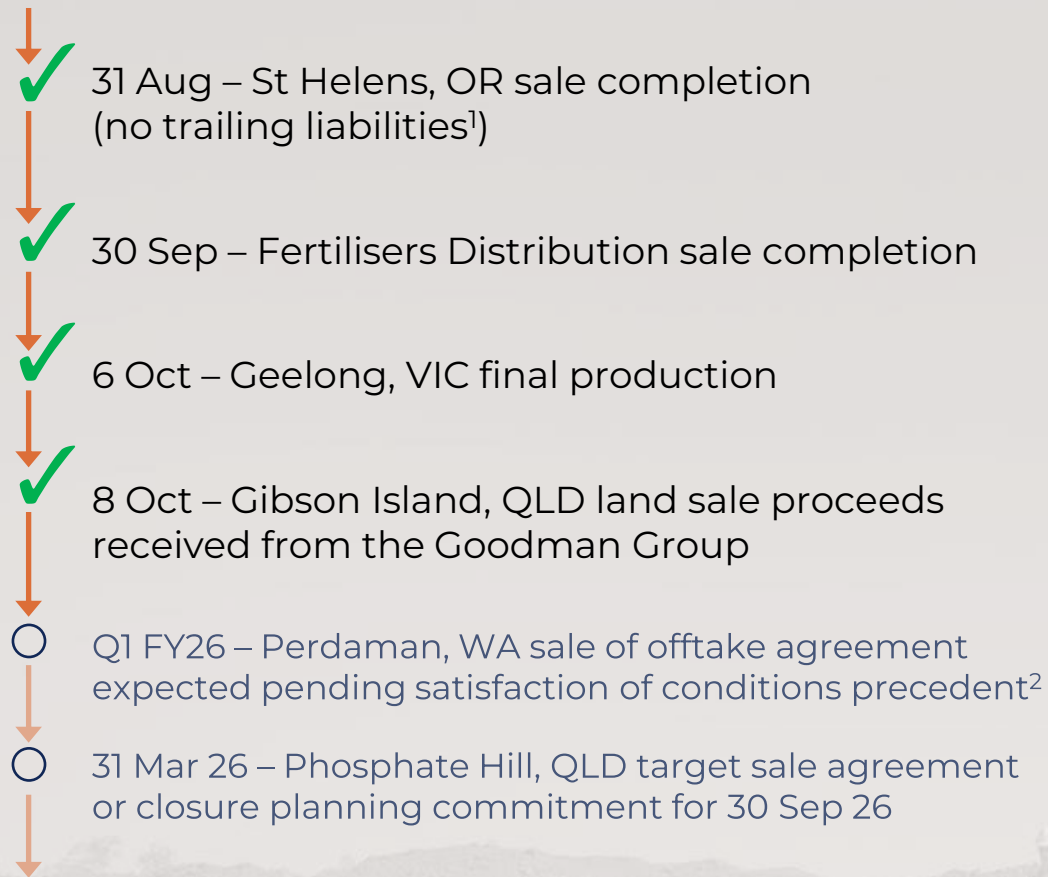 31 Aug – St Helens, OR sale completion
(no trailing liabilities¹)
30 Sep – Fertilisers Distribution sale completion
6 Oct – Geelong, VIC final production
8 Oct – Gibson Island, QLD land sale proceeds
received from the Goodman Group
Q1 FY26 – Perdaman, WA sale of offtake agreement
expected pending satisfaction of conditions precedent²
31 Mar 26 – Phosphate Hill, QLD target sale agreement
or closure planning commitment for 30 Sep 26